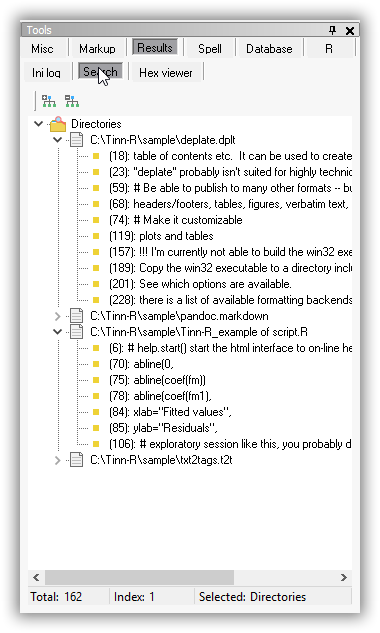 Tools
Misc Markup Results Spell Database R
Ini log Search Hex viewer
Directories
C:\Tinn-R\sample\deplate.dplt
(18): table of contents etc.  It can be used to create
(23): "deplate" probably isn't suited for highly technic
(59): # Be able to publish to many other formats -- bu
(68): headers/footers, tables, figures, verbatim text,
(74): # Make it customizable
(119): plots and tables
(157): !!! I'm currently not able to build the win32 exe
(189): Copy the win32 executable to a directory inclu
(201): See which options are available.
(228): there is a list of available formatting backends
C:\Tinn-R\sample\pandoc.markdown
C:\Tinn-R\sample\Tinn-R_example of script.R
(6): # help.start() start the html interface to on-line he
(70): abline(0,
(75): abline(coef(fm))
(78): abline(coef(fm1),
(84): xlab="Fitted values",
(85): ylab="Residuals",
(106): # exploratory session like this, you probably d
C:\Tinn-R\sample\txt2tags.t2t
Total: 162 Index: 1 Selected: Directories